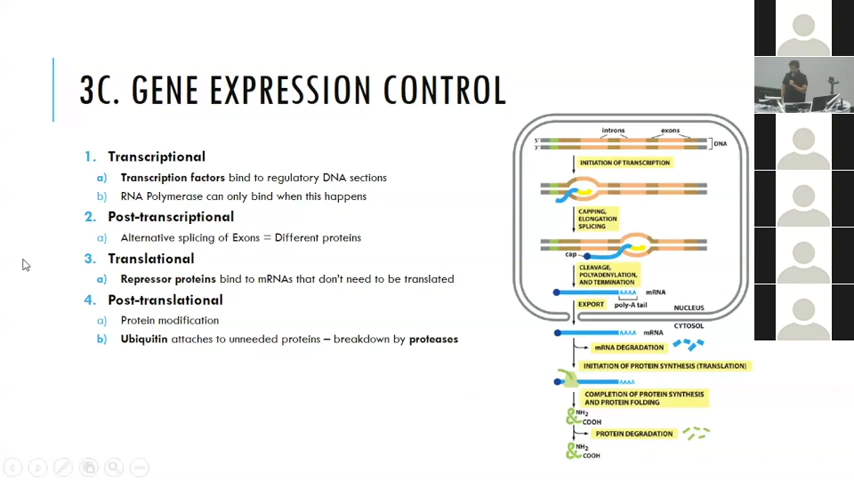 3C. GENE EXPRESSION CONTROL
1. Transcriptional
a) Transcription factors bind to regulatory DNA sections
b) RNA Polymerase can only bind when this happens
2. Post-transcriptional
a) Alternative splicing of Exons = Different proteins
3. Translational
a) Repressor proteins bind to mRNAs that don't need to be translated
4. Post-translational
a) Protein modification
b) Ubiquitin attaches to unneeded proteins – breakdown by proteases
introns exons
5'
3'
DNA
INITIATION OF TRANSCRIPTION
CAPPING,
ELONGATION
SPLICING
cap
CLEAVAGE,
POLYADENYLATION,
AND TERMINATION
AAAA mRNA
EXPORT poly-A tail
NUCLEUS
CYTOSOL
AAAA mRNA
mRNA DEGRADATION
INITIATION OF PROTEIN SYNTHESIS (TRANSLATION)
AAAA
COMPLETION OF PROTEIN SYNTHESIS
AND PROTEIN FOLDING
NH2
COOH
PROTEIN DEGRADATION
NH2
COOH